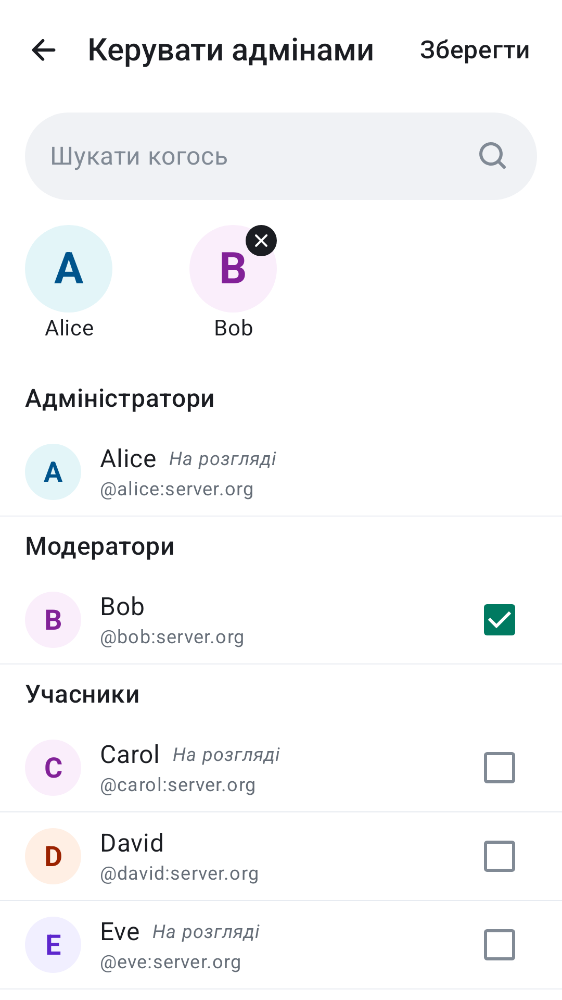 Керувати адмінами Зберегти
Шукати когось
A B
Alice Bob
Адміністратори
A Alice На розгляді
@alice:server.org
Модератори
B Bob
@bob:server.org
Учасники
C Carol На розгляді
@carol:server.org
D David
@david:server.org
E Eve На розгляді
@eve:server.org